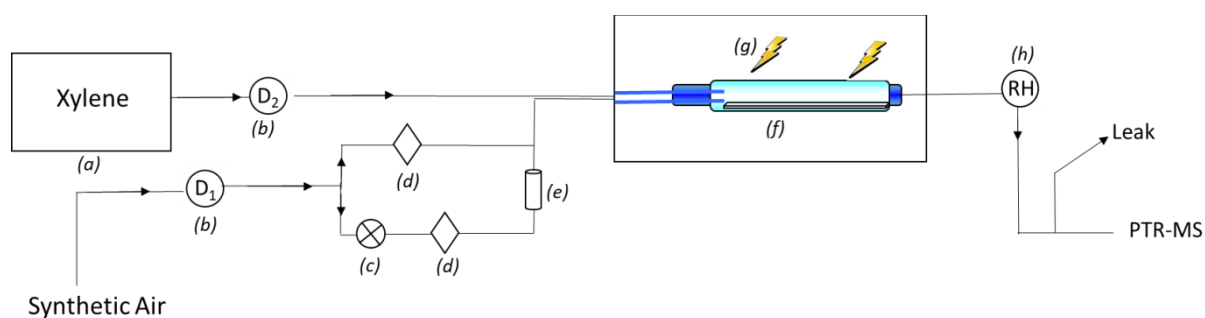 (g)
(h)
Xylene
D2
RH
(b)
(f)
(a)
Leak
(d)
(e)
D1
(b)
(c)
(d)
PTR-MS
Synthetic Air